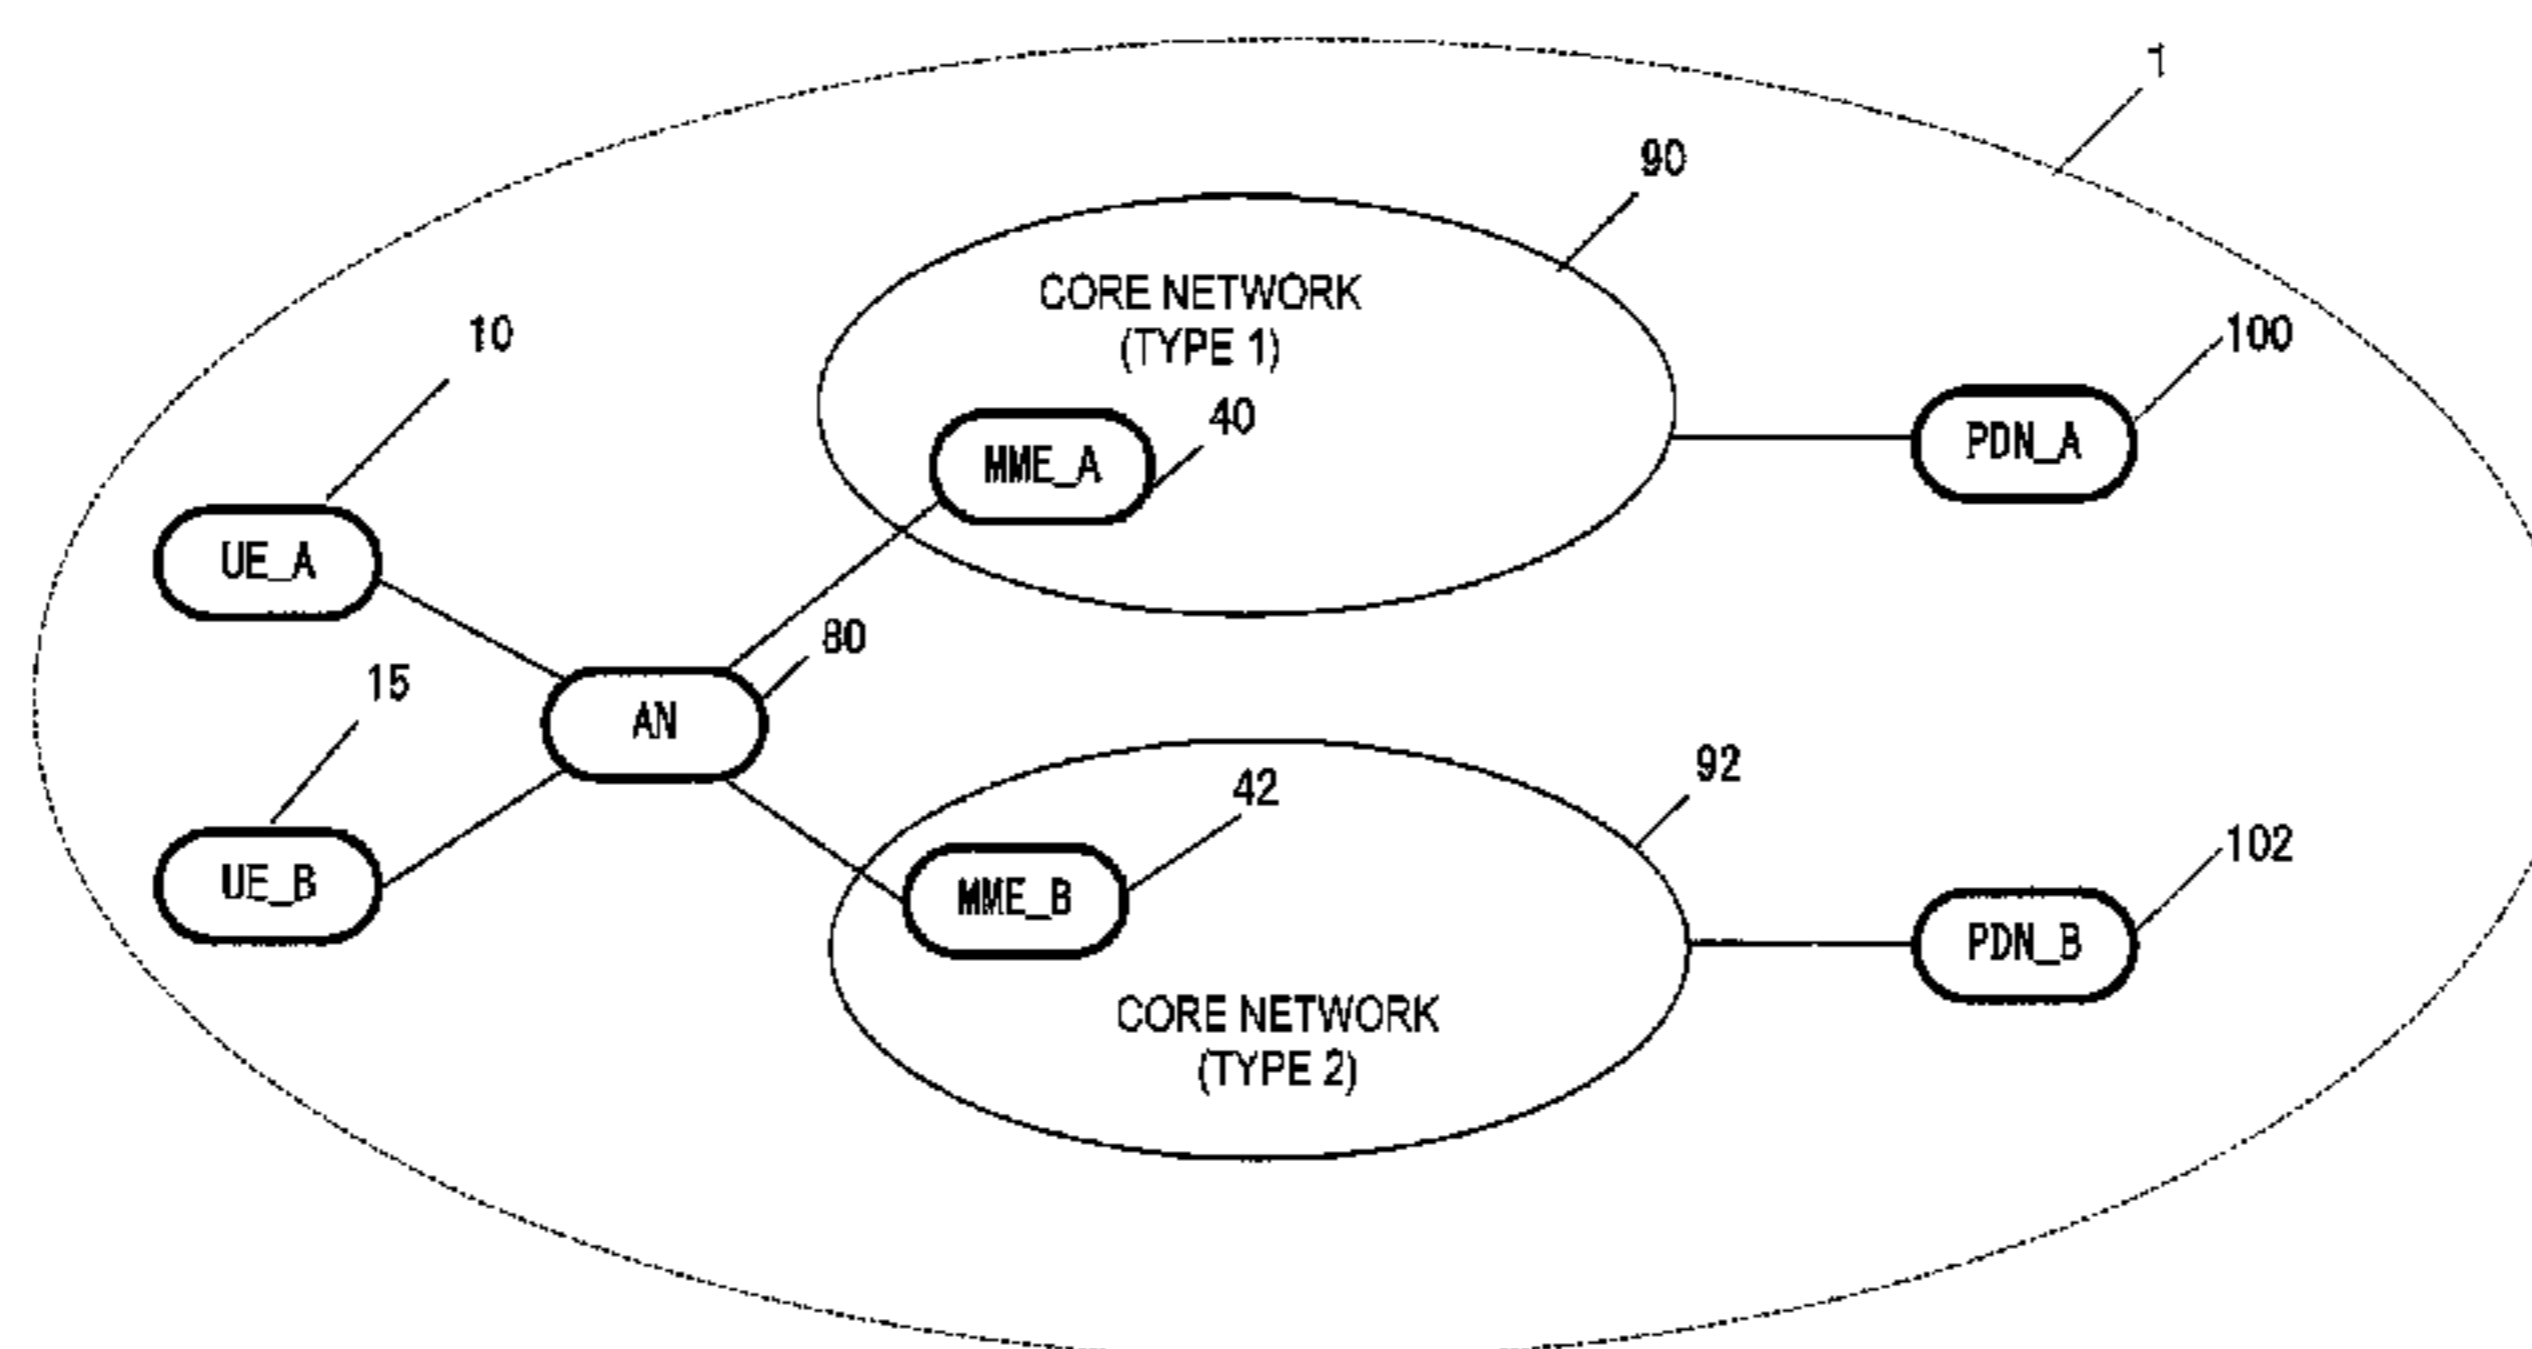 1
90
CORE NETWORK
(TYPE 1)
10
100
40
MME_A
PDN_A
UE_A
80
15
AN
92
42
102
UE_B
MME_B
PDN_B
CORE NETWORK
(TYPE 2)